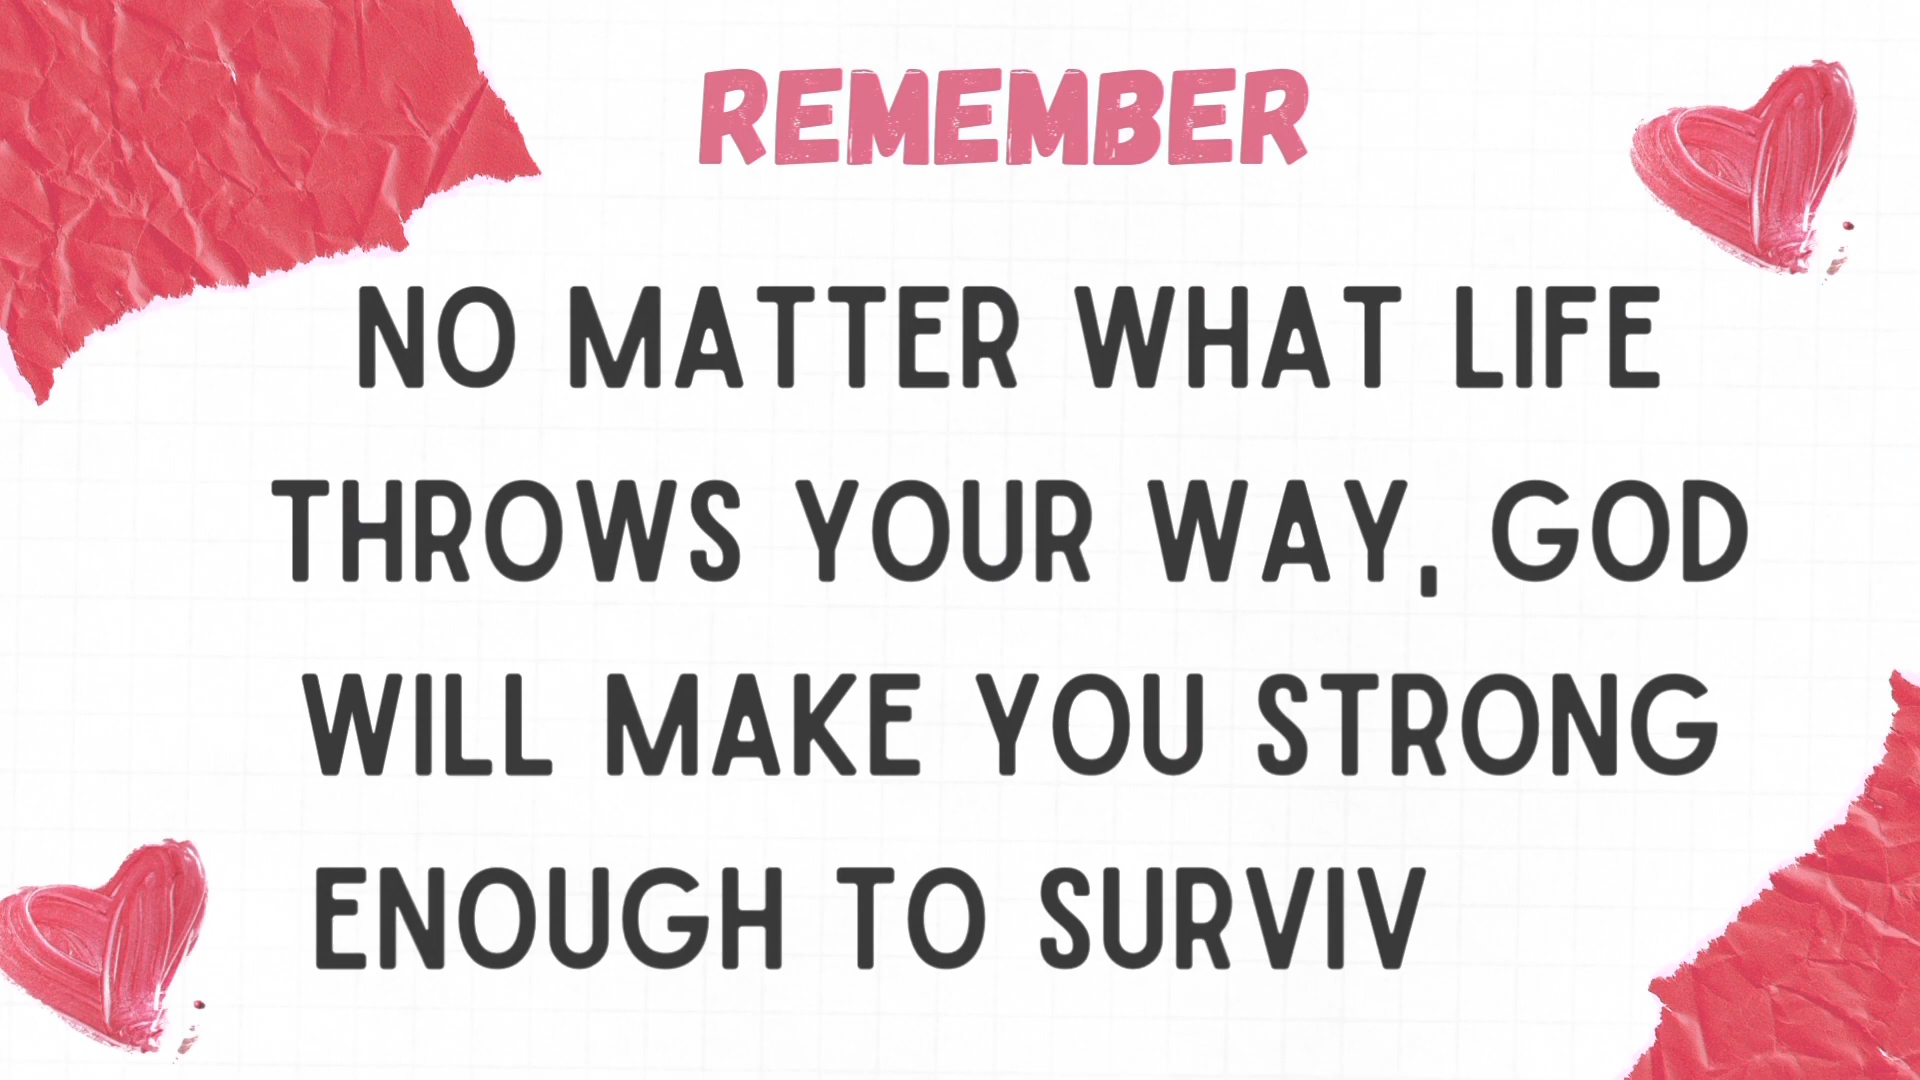 REMEMBER
NO MATTER WHAT LIFE
THROWS YOUR WAY, GOD
WILL MAKE YOU STRONG
ENOUGH TO SURVIV